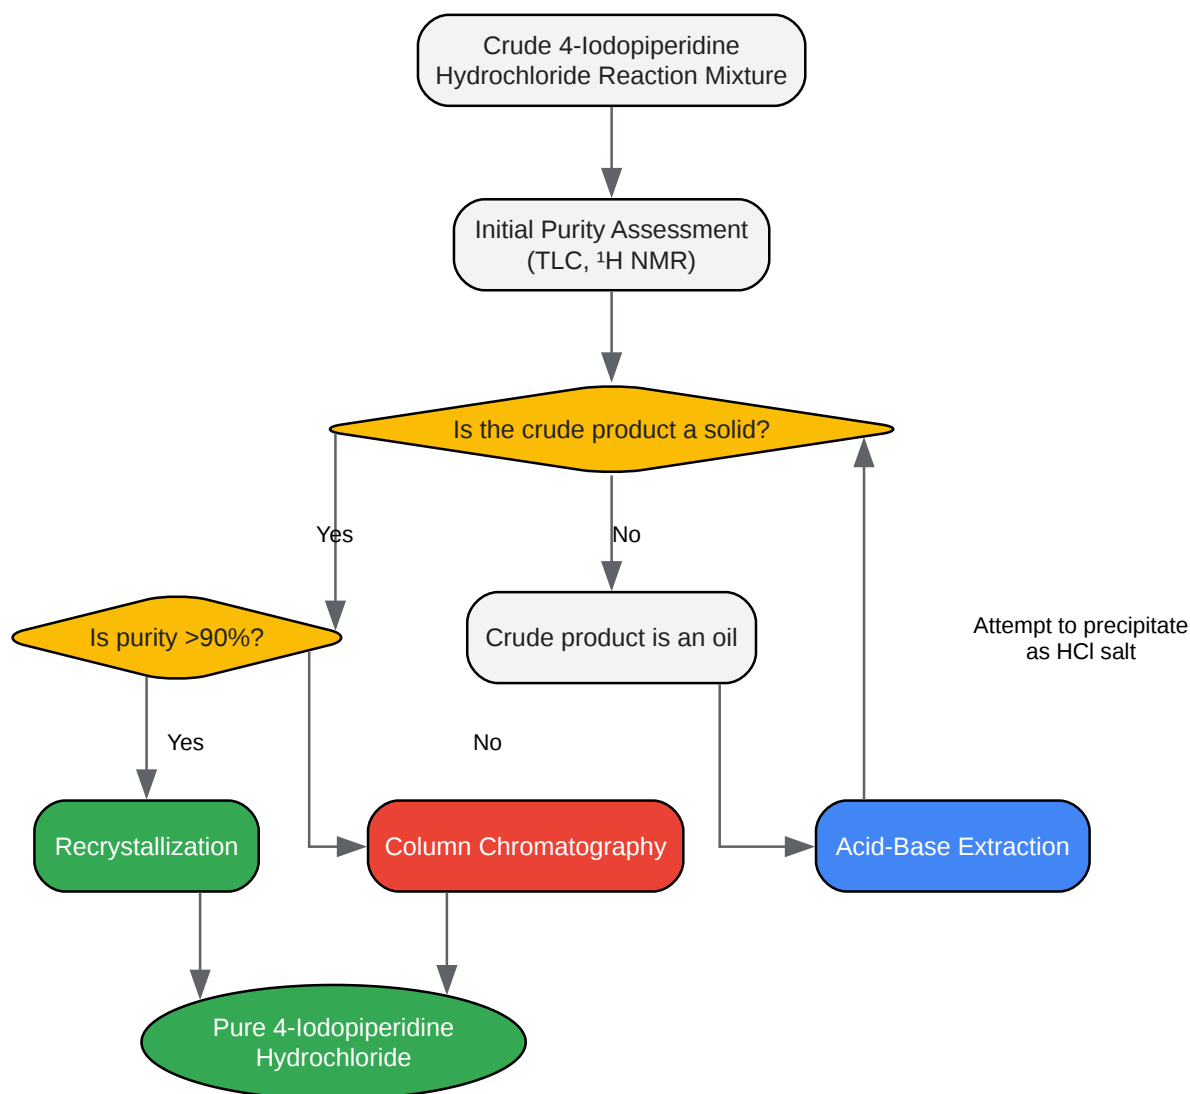 Crude 4-Iodopiperidine
Hydrochloride Reaction Mixture
Initial Purity Assessment
(TLC, ¹H NMR)
Is the crude product a solid?
Yes
No
Is purity >90%?
Crude product is an oil
Attempt to precipitate
as HCl salt
Yes
No
Recrystallization
Column Chromatography
Acid-Base Extraction
Pure 4-Iodopiperidine
Hydrochloride